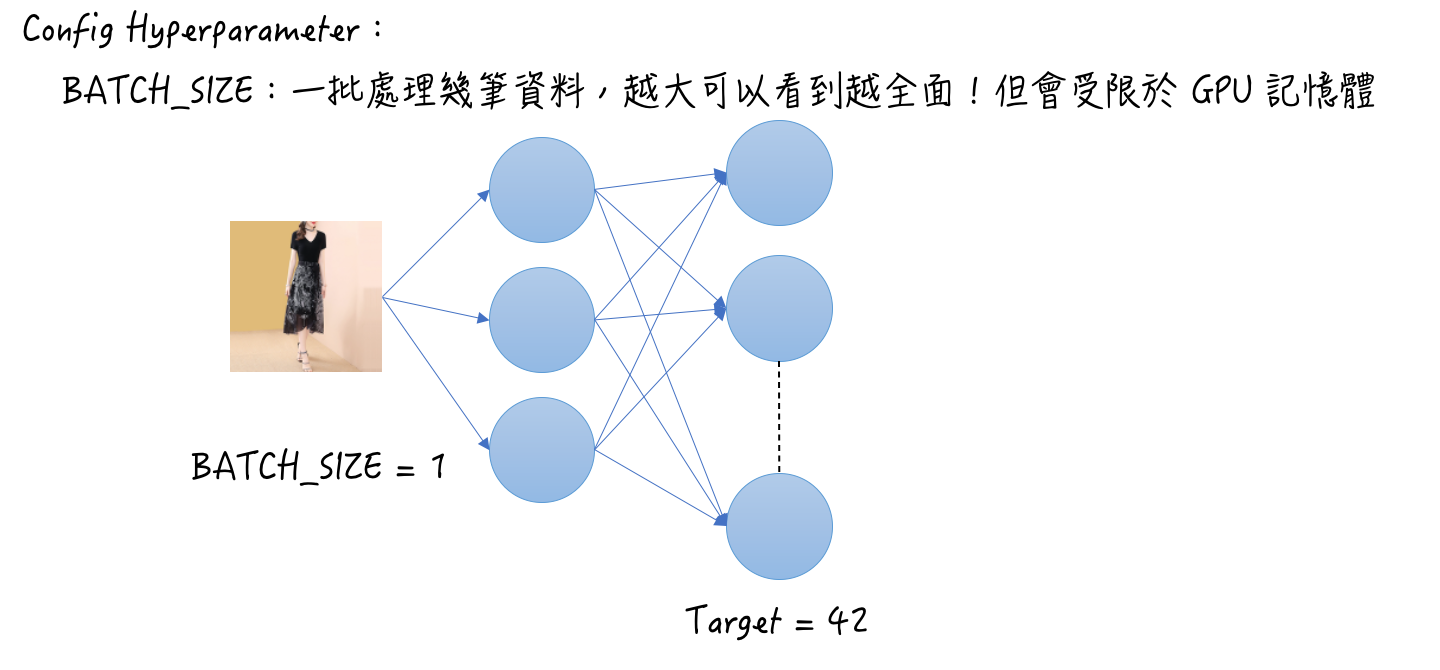 Config Hyperparameter：
BATCH_SIZE：一批處理幾筆資料，越大可以看到越全面！但會受限於 GPU 記憶體
BATCH_SIZE = 1
Target = 42